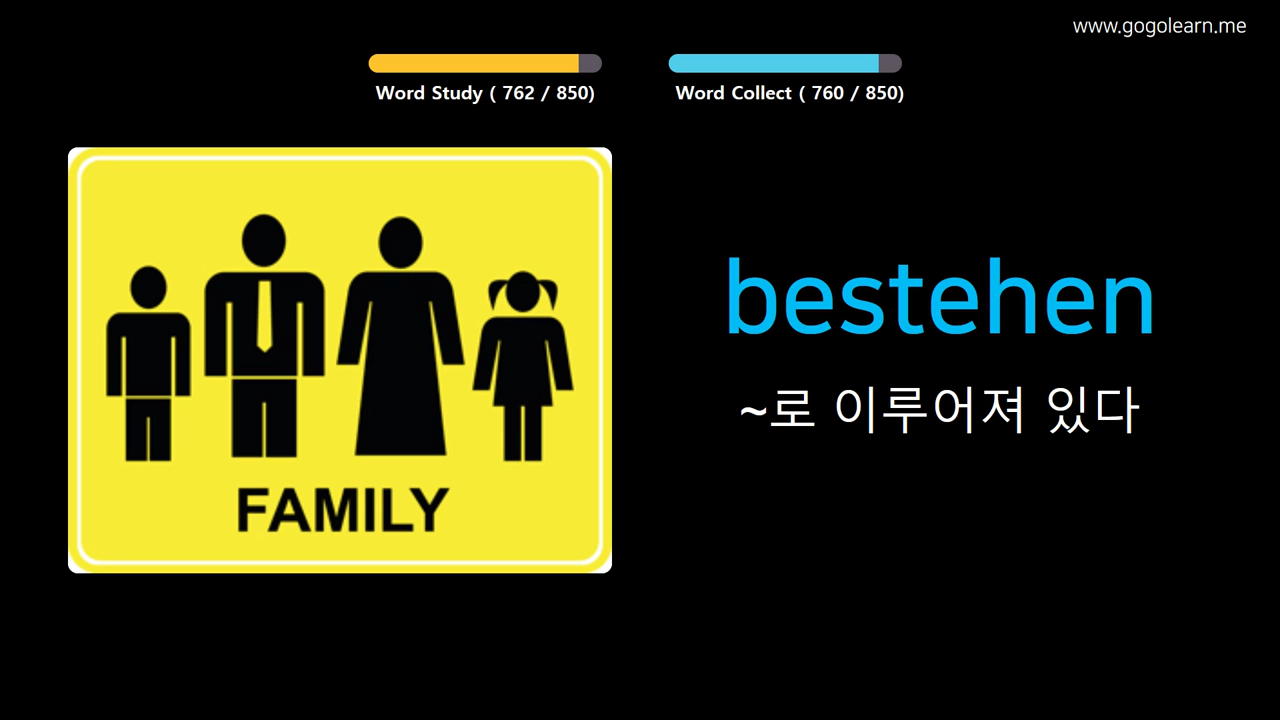 www.gogolearn.me
Word Study ( 762 / 850)
Word Collect ( 760 / 850)
FAMILY
bestehen
~로 이루어져 있다